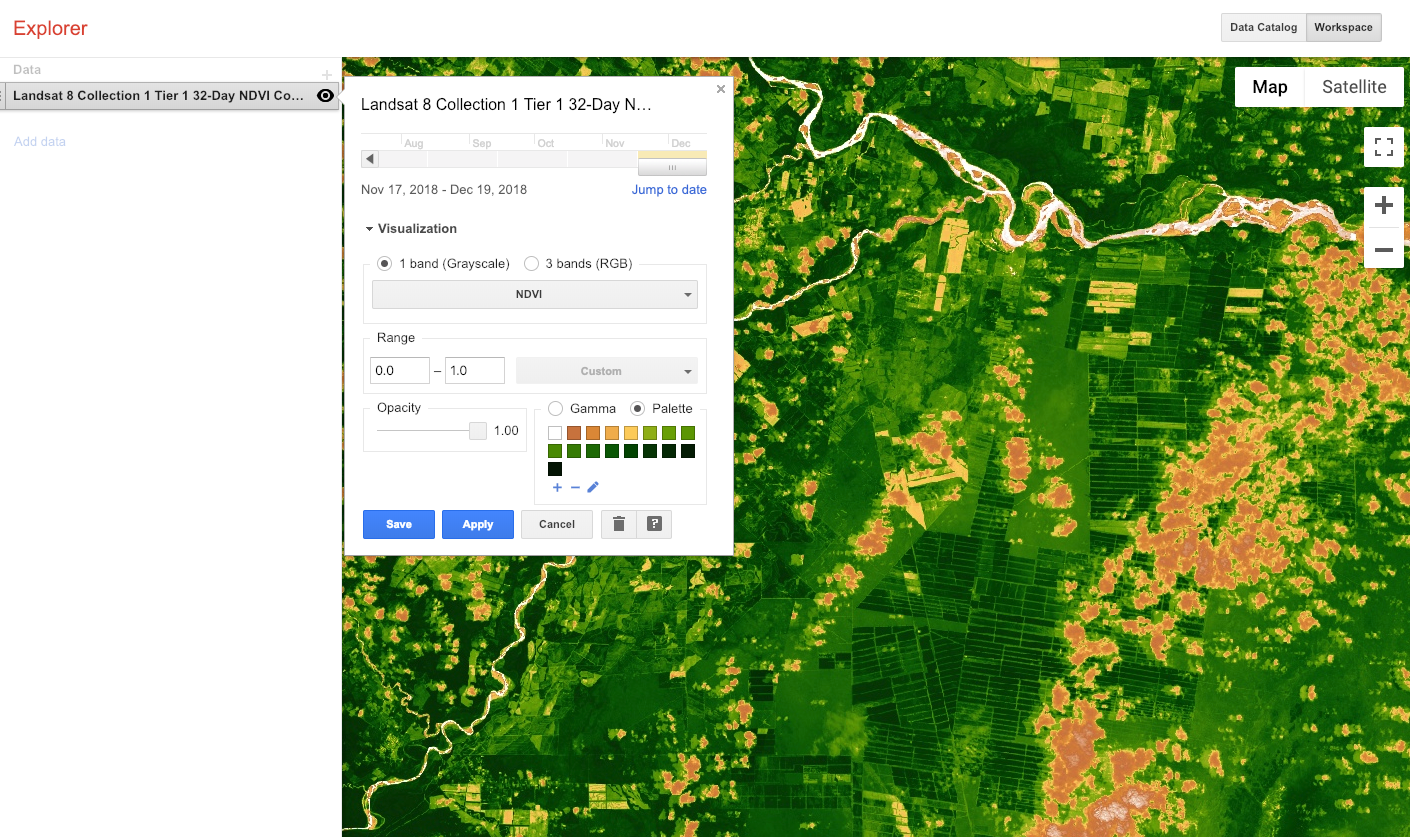 Explorer
Data Catalog
Workspace
Data
+
Landsat 8 Collection 1 Tier 1 32-Day NDVI Co...
Add data
Landsat 8 Collection 1 Tier 1 32-Day N...
Aug Sep Oct Nov Dec
Nov 17, 2018 - Dec 19, 2018
Jump to date
Visualization
1 band (Grayscale) 3 bands (RGB)
NDVI
Range
0.0 – 1.0 Custom
Opacity
1.00
Gamma Palette
+ −
Save Apply Cancel ?
Map Satellite
+
−